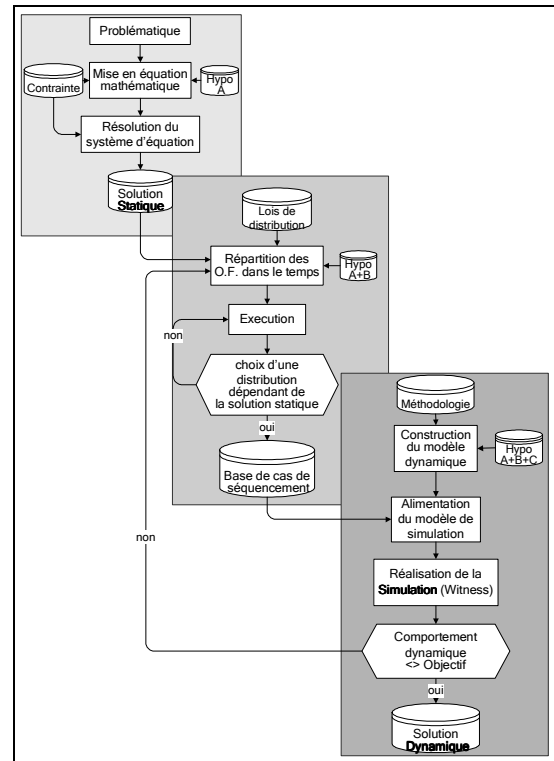 Problématique
Mise en équation
mathématique
Contrainte
Hypo
A
Résolution du
système d'équation
Solution
Statique
Lois de
distribution
Répartition des
O.F. dans le temps
Hypo
A+B
Execution
non
choix d'une
distribution
dépendant de
la solution statique
oui
Base de cas de
séquencement
Méthodologie
Construction
du modèle
dynamique
Hypo
A+B+C
Alimentation
du modèle de
simulation
non
Réalisation de la
Simulation (Witness)
Comportement
dynamique
<> Objectif
oui
Solution
Dynamique